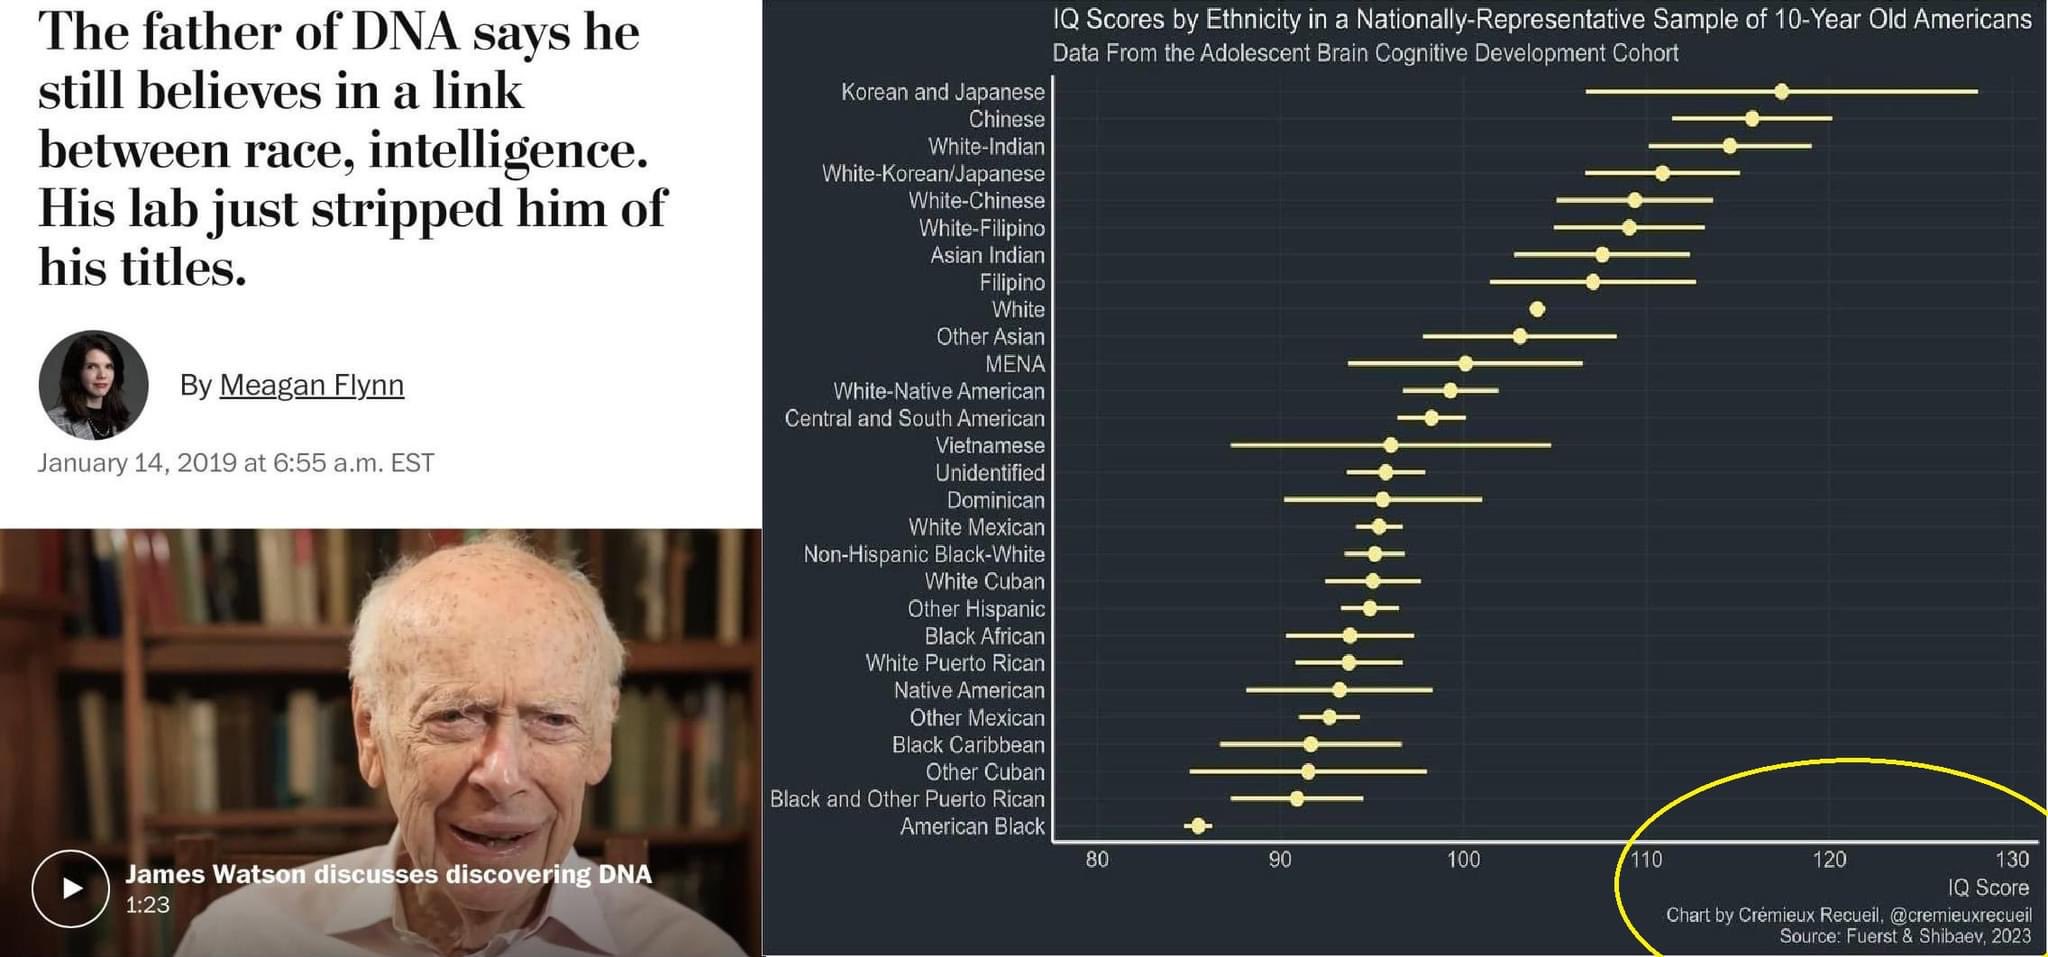 The father of DNA says he
still believes in a link
between race, intelligence.
His lab just stripped him of
his titles.
By Meagan Flynn
January 14, 2019 at 6:55 a.m. EST
James Watson discusses discovering DNA
1:23
IQ Scores by Ethnicity in a Nationally-Representative Sample of 10-Year Old Americans
Data From the Adolescent Brain Cognitive Development Cohort
Korean and Japanese
Chinese
White-Indian
White-Korean/Japanese
White-Chinese
White-Filipino
Asian Indian
Filipino
White
Other Asian
MENA
White-Native American
Central and South American
Vietnamese
Unidentified
Dominican
White Mexican
Non-Hispanic Black-White
White Cuban
Other Hispanic
Black African
White Puerto Rican
Native American
Other Mexican
Black Caribbean
Other Cuban
Black and Other Puerto Rican
American Black
80 90 100 110 120 130
IQ Score
Chart by Crémieux Recueil, @cremieuxrecueil
Source: Fuerst & Shibaev, 2023